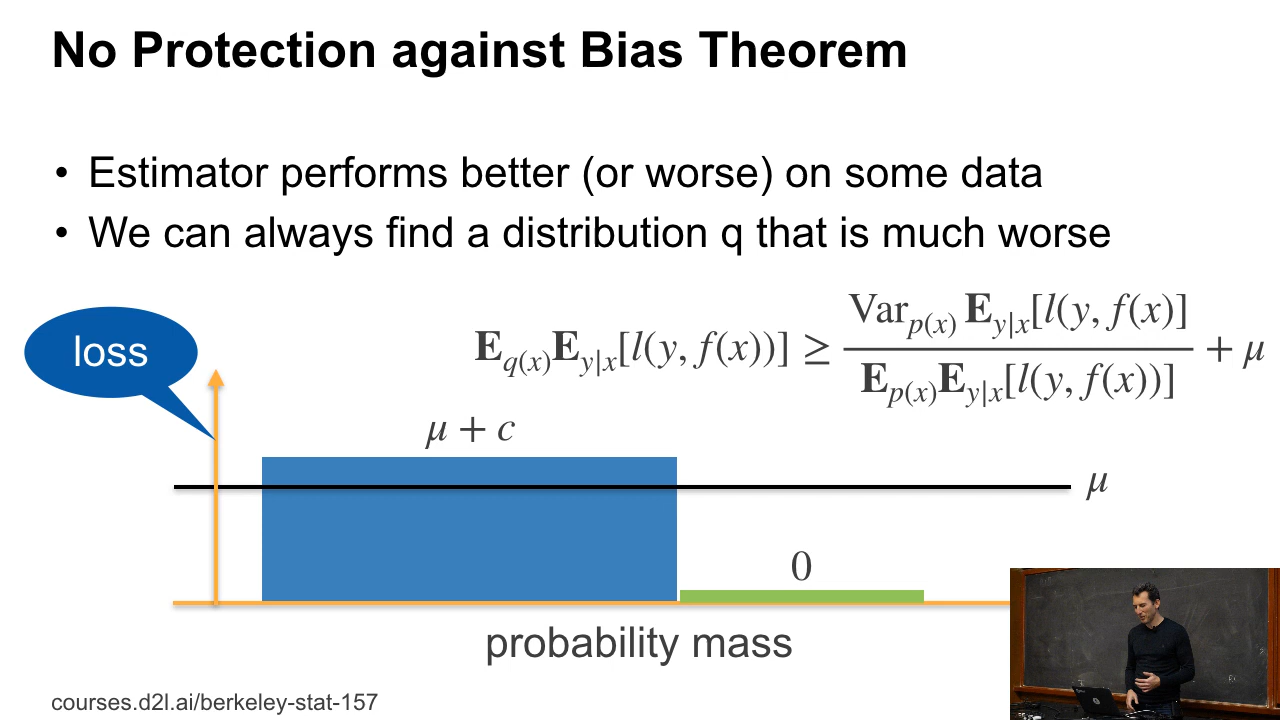 No Protection against Bias Theorem
• Estimator performs better (or worse) on some data
• We can always find a distribution q that is much worse
loss
𝐄_{q(x)}𝐄_{y|x}[l(y, f(x))] ≥ \frac{Var_{p(x)} 𝐄_{y|x}[l(y, f(x)]}{𝐄_{p(x)}𝐄_{y|x}[l(y, f(x))]} + μ
μ + c
μ
0
probability mass
courses.d2l.ai/berkeley-stat-157